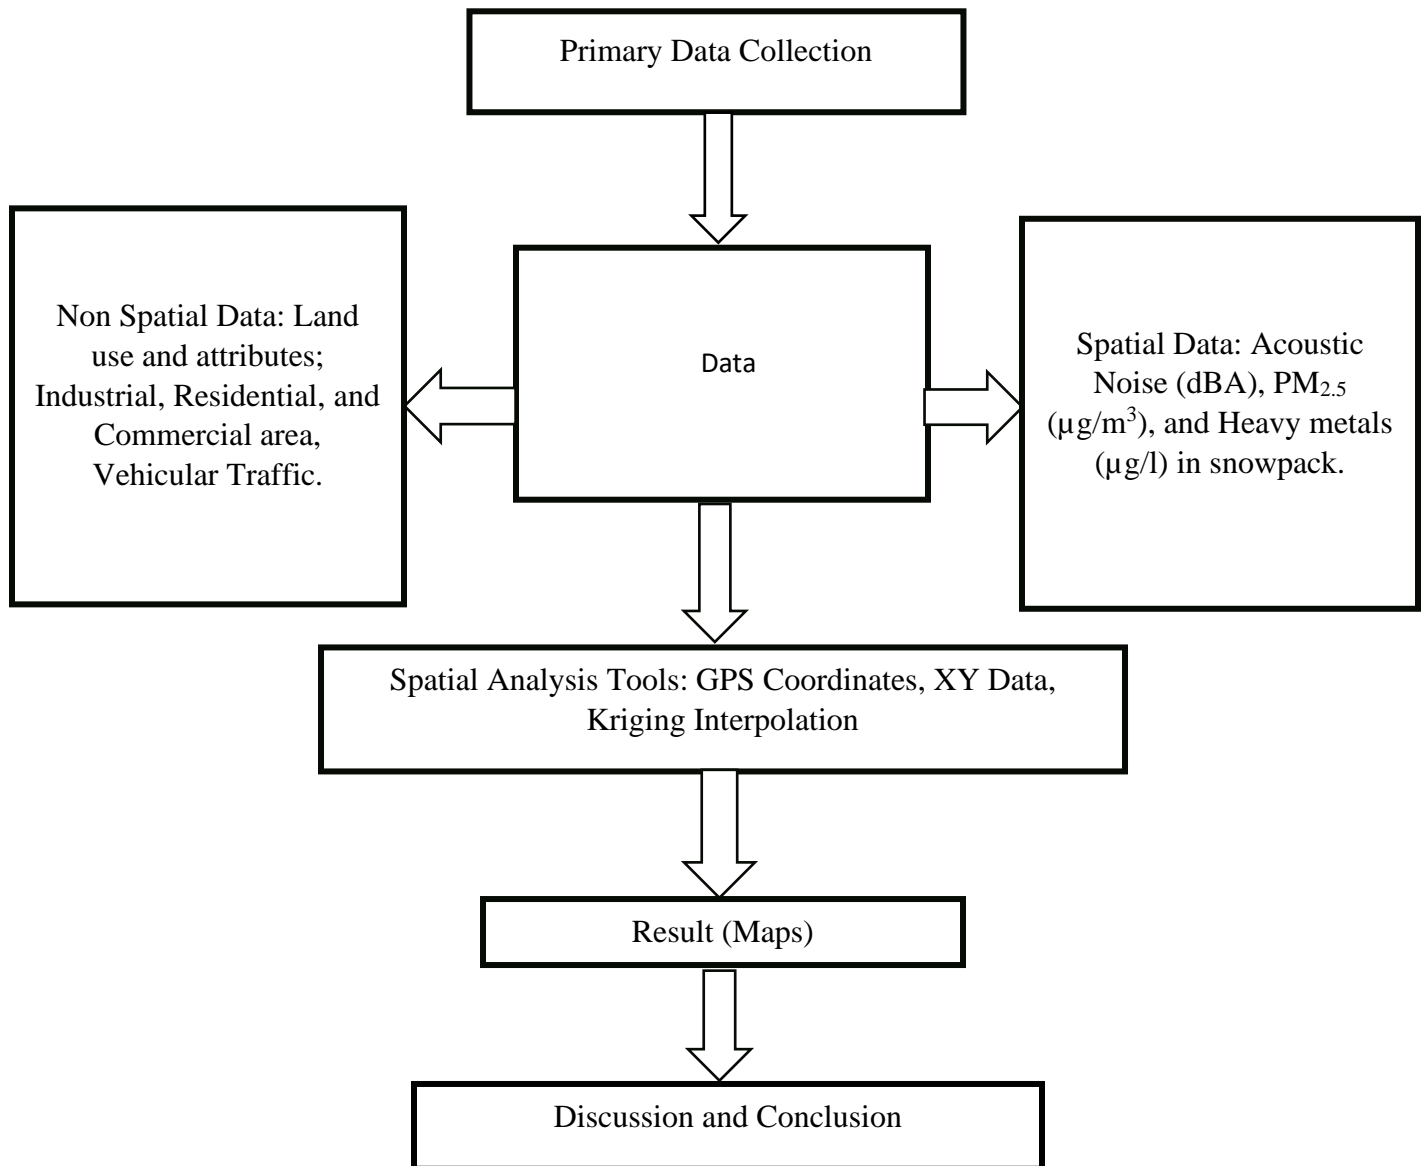 Primary Data Collection
Non Spatial Data: Land
use and attributes;
Industrial, Residential, and
Commercial area,
Vehicular Traffic.
Data
Spatial Data: Acoustic
Noise (dBA), PM₂.₅
(µg/m³), and Heavy metals
(µg/l) in snowpack.
Spatial Analysis Tools: GPS Coordinates, XY Data,
Kriging Interpolation
Result (Maps)
Discussion and Conclusion